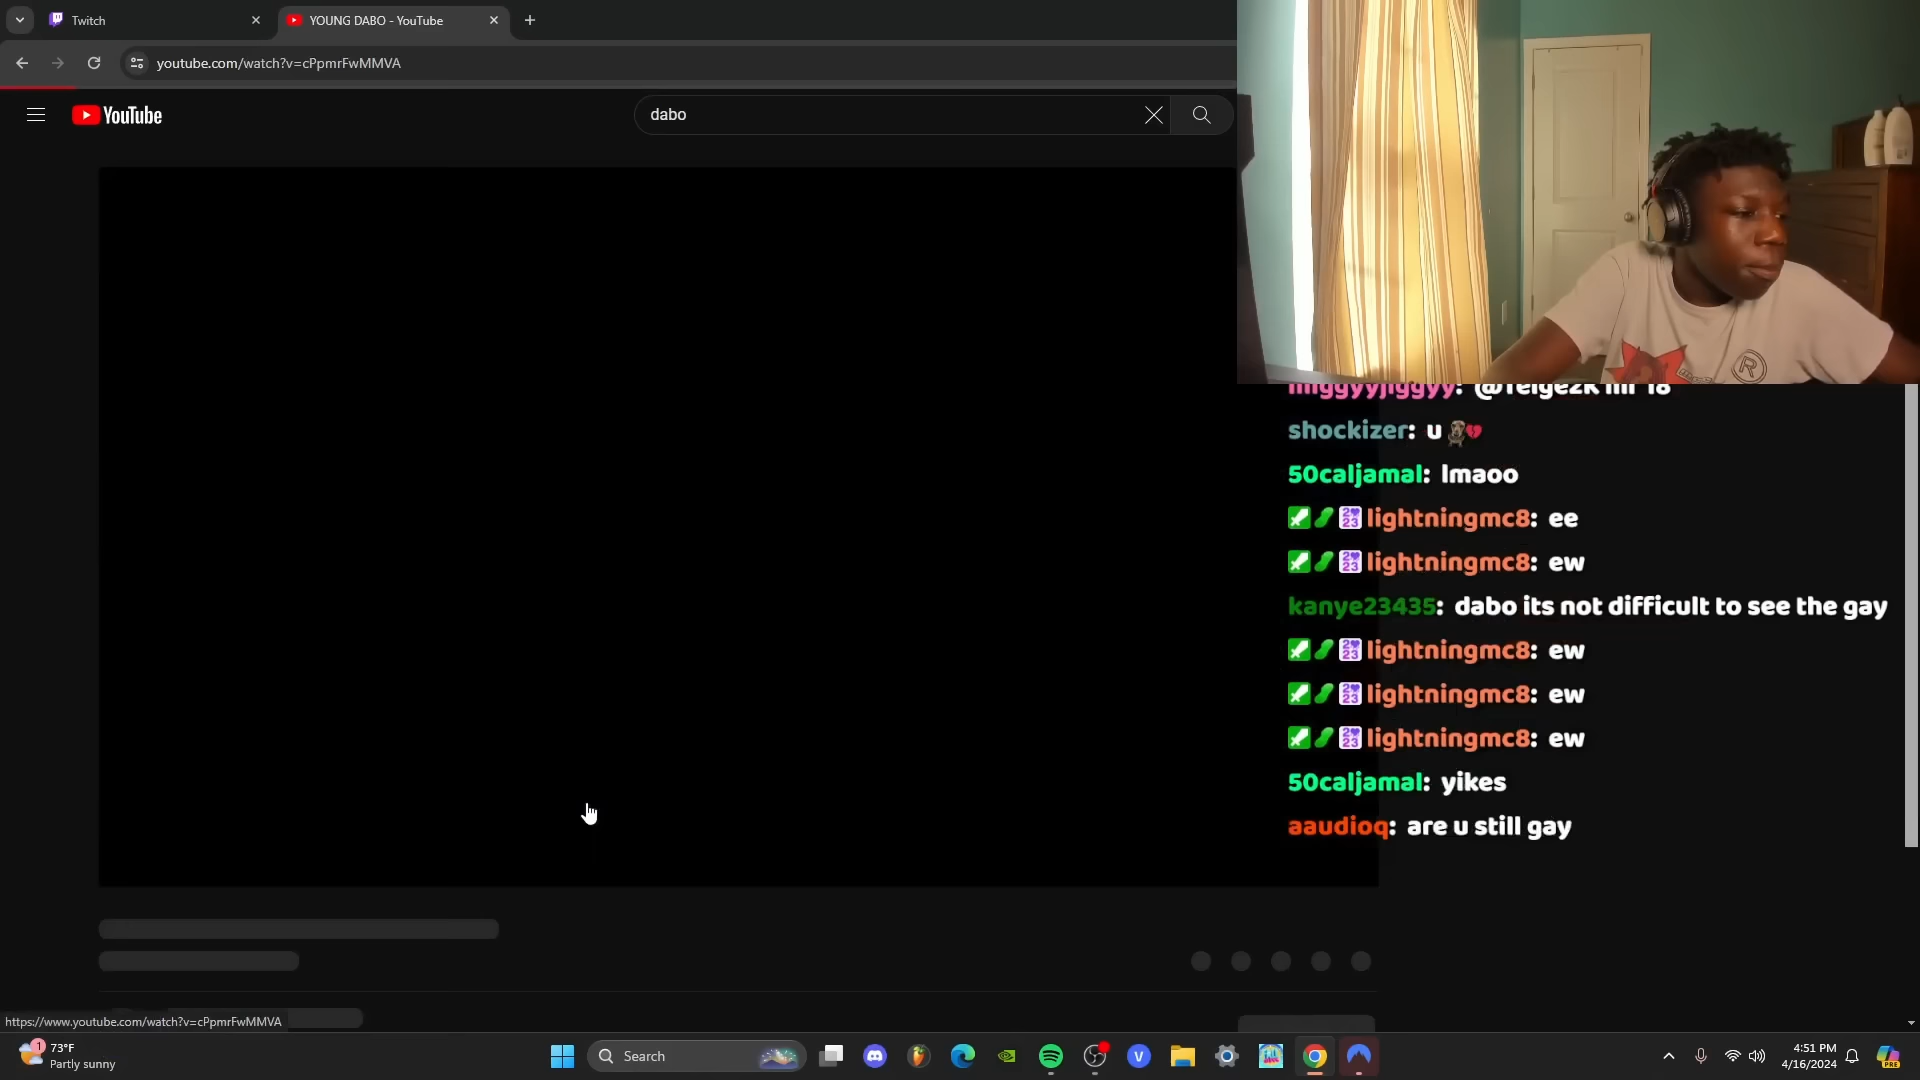 Twitch
YOUNG DABO - YouTube
youtube.com/watch?v=cPpmrFwMMVA
YouTube
dabo
shockizer: u
50caljamal: lmaoo
lightningmc8: ee
lightningmc8: ew
kanye23435: dabo its not difficult to see the gay
lightningmc8: ew
lightningmc8: ew
lightningmc8: ew
50caljamal: yikes
aaudioq: are u still gay
https://www.youtube.com/watch?v=cPpmrFwMMVA
1
73°F
Partly sunny
Search
4:51 PM
4/16/2024
PRE